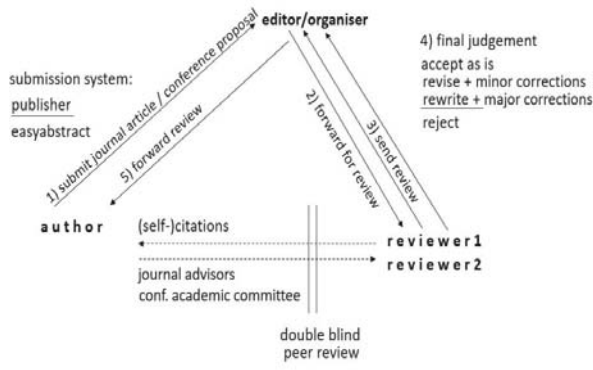 editor/organiser
submission system:
publisher
easyabstract
1) submit journal article / conference proposal
5) forward review
2) forward for review
3) send review
4) final judgement
accept as is
revise + minor corrections
rewrite + major corrections
reject
author
(self-)citations
reviewer1
reviewer2
journal advisors
conf. academic committee
double blind
peer review